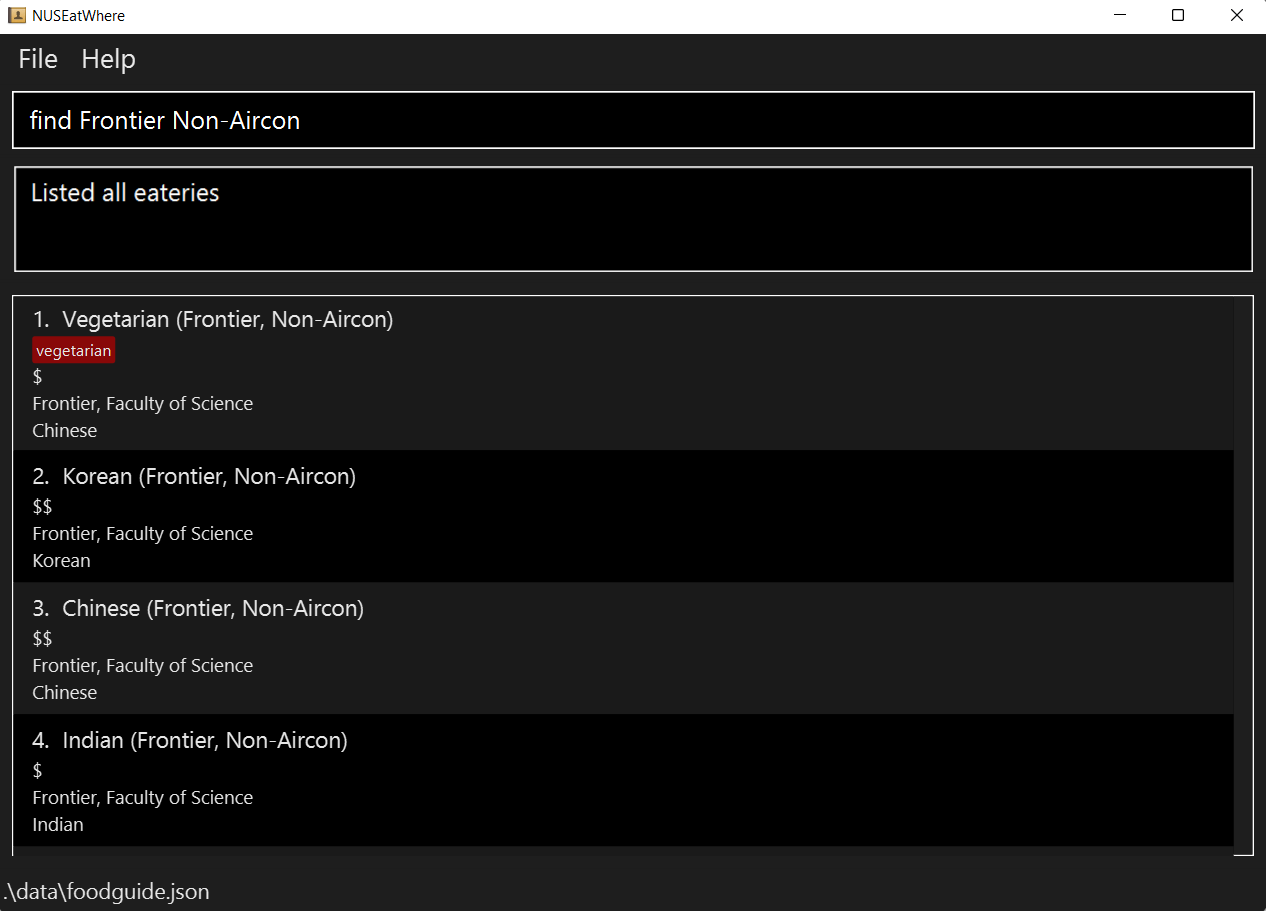 NUSEatWhere
File Help
find Frontier Non-Aircon
Listed all eateries
1. Vegetarian (Frontier, Non-Aircon)
vegetarian
$
Frontier, Faculty of Science
Chinese
2. Korean (Frontier, Non-Aircon)
$$
Frontier, Faculty of Science
Korean
3. Chinese (Frontier, Non-Aircon)
$$
Frontier, Faculty of Science
Chinese
4. Indian (Frontier, Non-Aircon)
$
Frontier, Faculty of Science
Indian
.\data\foodguide.json